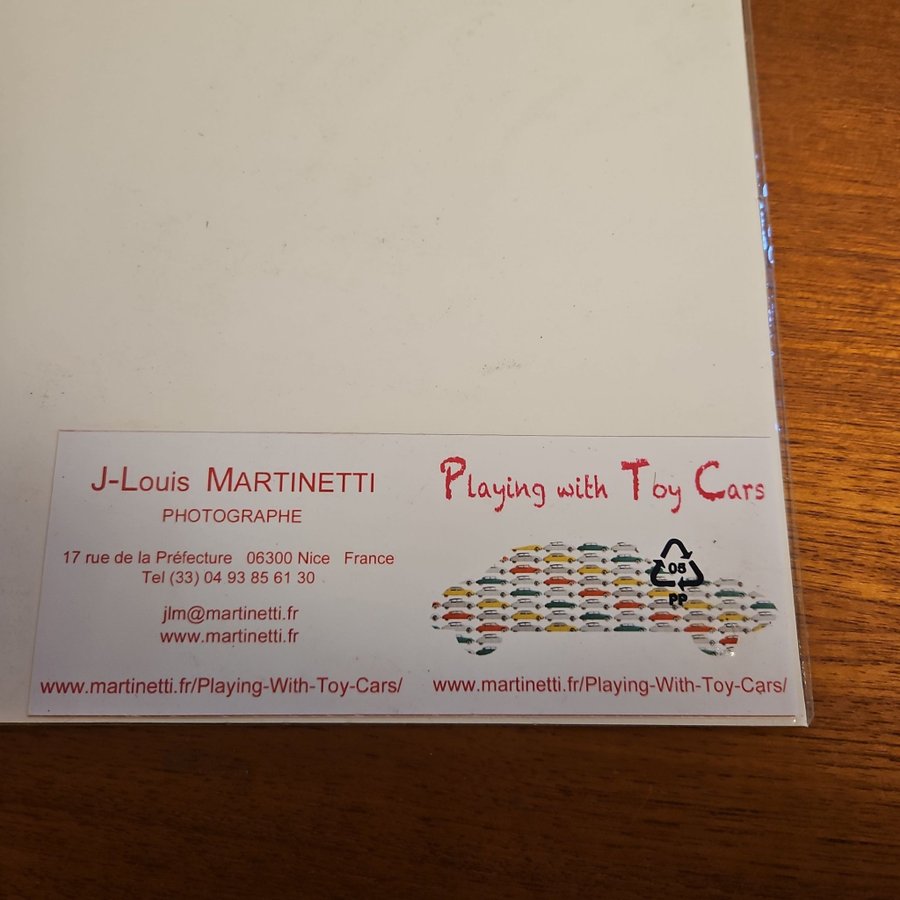 J-Louis MARTINETTI
PHOTOGRAPHE
17 rue de la Préfecture 06300 Nice France
Tel (33) 04 93 85 61 30
jlm@martinetti.fr
www.martinetti.fr
www.martinetti.fr/Playing-With-Toy-Cars/
Playing with Toy Cars
05
PP
www.martinetti.fr/Playing-With-Toy-Cars/